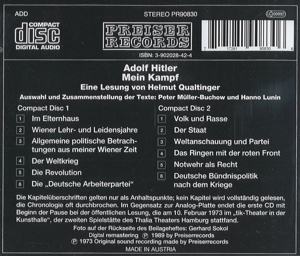 ADD
STEREO PR90830
COMPACT
disc
DIGITAL AUDIO
PREISER
RECORDS
ISBN: 3-902028-42-4
Adolf Hitler
Mein Kampf
Eine Lesung von Helmut Qualtinger
Auswahl und Zusammenstellung der Texte: Peter Müller-Buchow und Hanno Lunin
Compact Disc 1
1 Im Elternhaus
2 Wiener Lehr- und Leidensjahre
3 Allgemeine politische Betrach-
tungen aus meiner Wiener Zeit
4 Der Weltkrieg
5 Die Revolution
6 Die „Deutsche Arbeiterpartei“
Compact Disc 2
1 Volk und Rasse
2 Der Staat
3 Weltanschauung und Partei
4 Das Ringen mit der roten Front
5 Notwehr als Recht
6 Deutsche Bündnispolitik
nach dem Kriege
Die Kapitelüberschriften gelten nur als Anhaltspunkte; kein Kapitel wird vollständig gelesen,
die Chronologie oft durchbrochen. Im Gegensatz zur Analog-Platte endet die erste CD mit
Beginn der Pause bei der öffentlichen Lesung, die am 10. Februar 1973 im „tik-Theater in der
Kunsthalle“, der zweiten Spielstätte des Thalia Theaters Hamburg stattfand.
Foto auf der Rückseite des Beilageheftes: Gerhard Sokol
Digital remastering ℗ 1989 by Preiserrecords
℗ 1973 Original sound recording made by Preiserrecords
MADE IN AUSTRIA